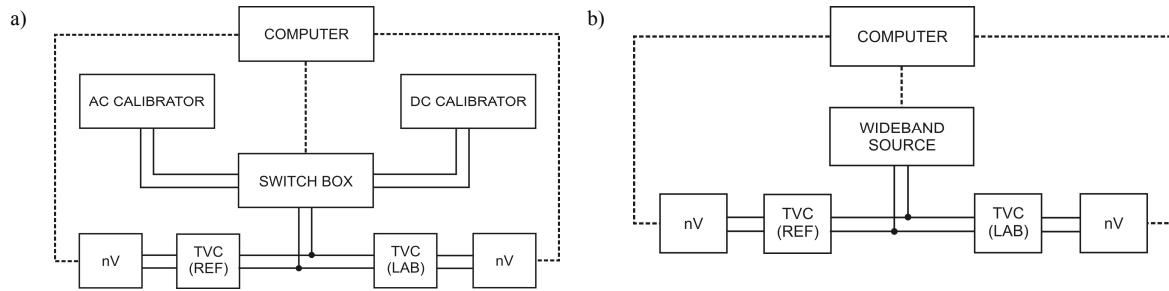 a)
COMPUTER
AC CALIBRATOR
DC CALIBRATOR
SWITCH BOX
nV
TVC
(REF)
TVC
(LAB)
nV
b)
COMPUTER
WIDEBAND
SOURCE
nV
TVC
(REF)
TVC
(LAB)
nV